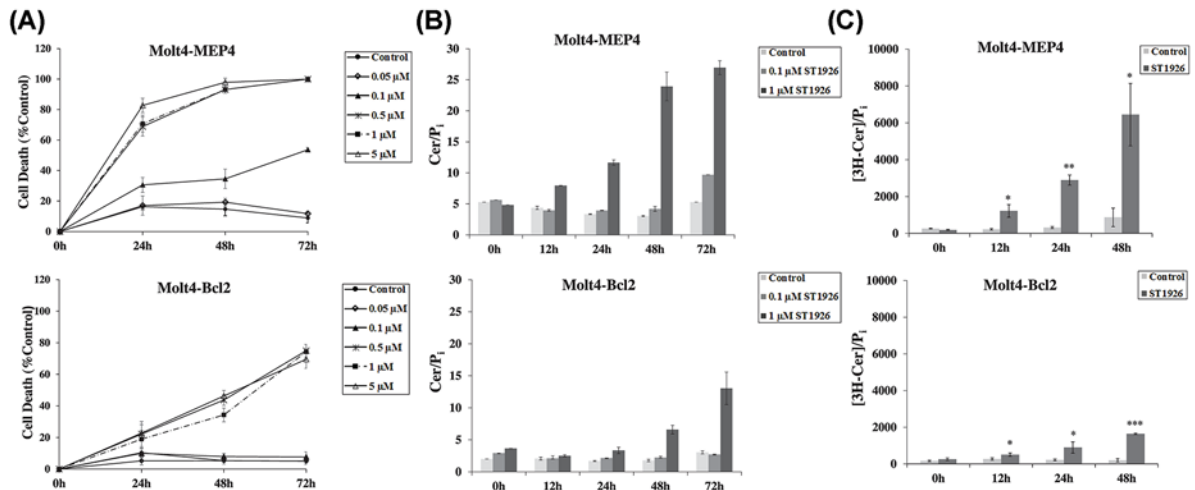 (A)
Molt4-MEP4
Cell Death (%Control)
120
100
80
60
40
20
0
0h 24h 48h 72h
Control
0.05 µM
0.1 µM
0.5 µM
1 µM
5 µM
(B)
Molt4-MEP4
Cer/Pi
30
25
20
15
10
5
0
0h 12h 24h 48h 72h
Control
0.1 µM ST1926
1 µM ST1926
(C)
Molt4-MEP4
[3H-Cer]/Pi
10000
8000
6000
4000
2000
0
0h 12h 24h 48h
* ** *
Control
ST1926
Molt4-Bcl2
Cell Death (%Control)
120
100
80
60
40
20
0
0h 24h 48h 72h
Control
0.05 µM
0.1 µM
0.5 µM
1 µM
5 µM
Molt4-Bcl2
Cer/Pi
30
25
20
15
10
5
0
0h 12h 24h 48h 72h
Control
0.1 µM ST1926
1 µM ST1926
Molt4-Bcl2
[3H-Cer]/Pi
10000
8000
6000
4000
2000
0
0h 12h 24h 48h
* * ***
Control
ST1926